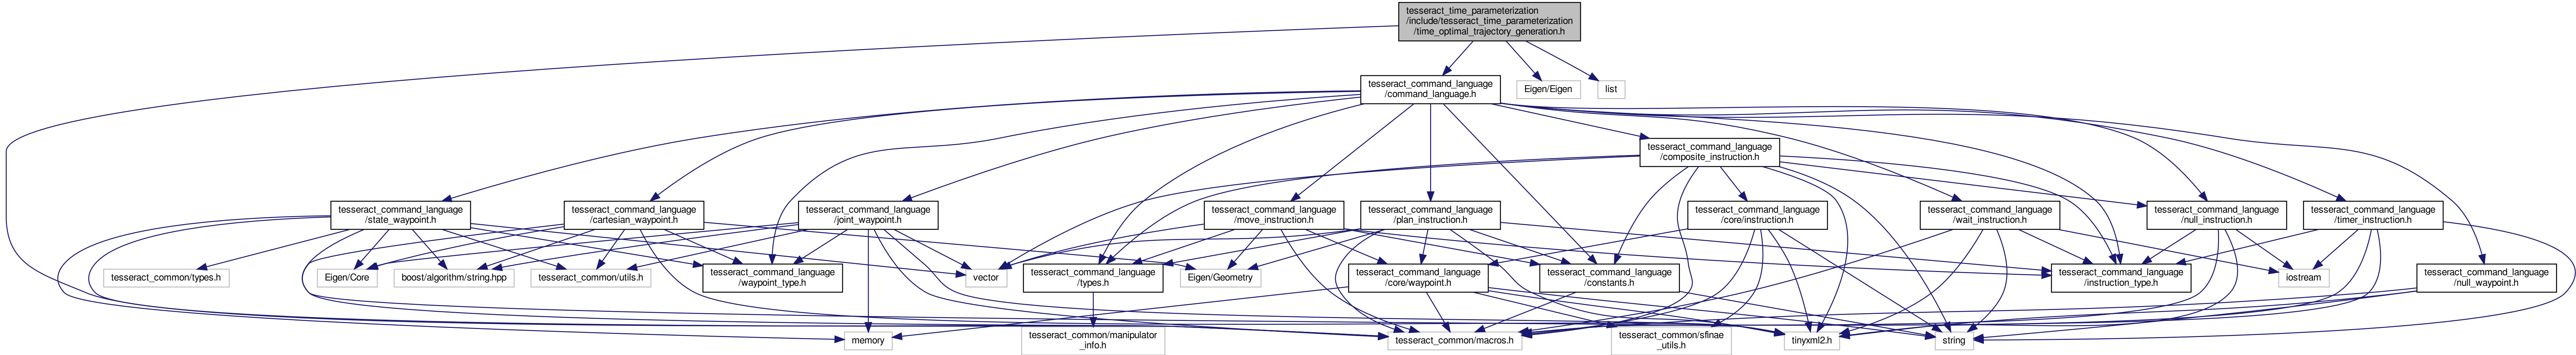 tesseract_time_parameterization
/include/tesseract_time_parameterization
/time_optimal_trajectory_generation.h
tesseract_command_language
/command_language.h
Eigen/Eigen
list
tesseract_command_language
/composite_instruction.h
tesseract_command_language
/state_waypoint.h
tesseract_command_language
/cartesian_waypoint.h
tesseract_command_language
/joint_waypoint.h
tesseract_command_language
/move_instruction.h
tesseract_command_language
/plan_instruction.h
tesseract_command_language
/core/instruction.h
tesseract_command_language
/wait_instruction.h
tesseract_command_language
/null_instruction.h
tesseract_command_language
/timer_instruction.h
tesseract_common/types.h
Eigen/Core
boost/algorithm/string.hpp
tesseract_common/utils.h
tesseract_command_language
/waypoint_type.h
vector
tesseract_command_language
/types.h
Eigen/Geometry
tesseract_command_language
/core/waypoint.h
tesseract_command_language
/constants.h
tesseract_command_language
/instruction_type.h
iostream
tesseract_command_language
/null_waypoint.h
memory
tesseract_common/manipulator
_info.h
tesseract_common/macros.h
tesseract_common/sfinae
_utils.h
tinyxml2.h
string